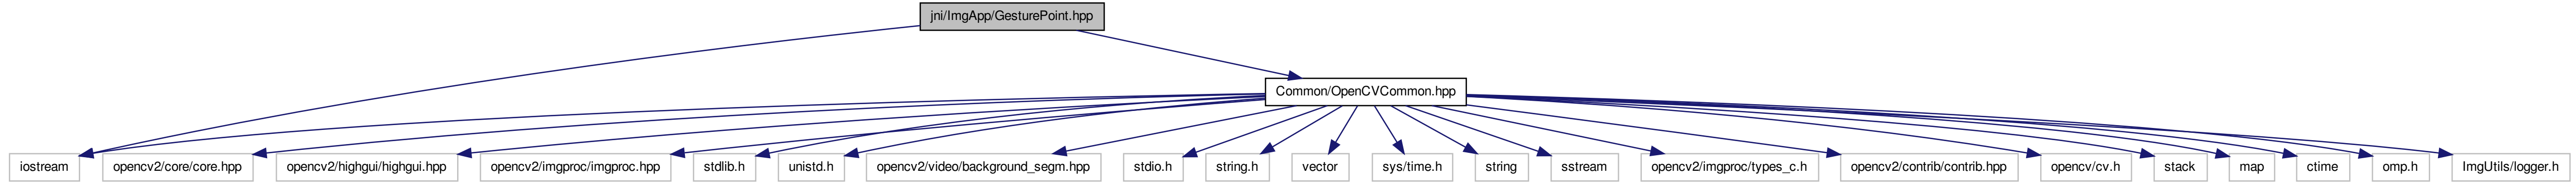 jni/ImgApp/GesturePoint.hpp
Common/OpenCVCommon.hpp
iostream
opencv2/core/core.hpp
opencv2/highgui/highgui.hpp
opencv2/imgproc/imgproc.hpp
stdlib.h
unistd.h
opencv2/video/background_segm.hpp
stdio.h
string.h
vector
sys/time.h
string
sstream
opencv2/imgproc/types_c.h
opencv2/contrib/contrib.hpp
opencv/cv.h
stack
map
ctime
omp.h
ImgUtils/logger.h